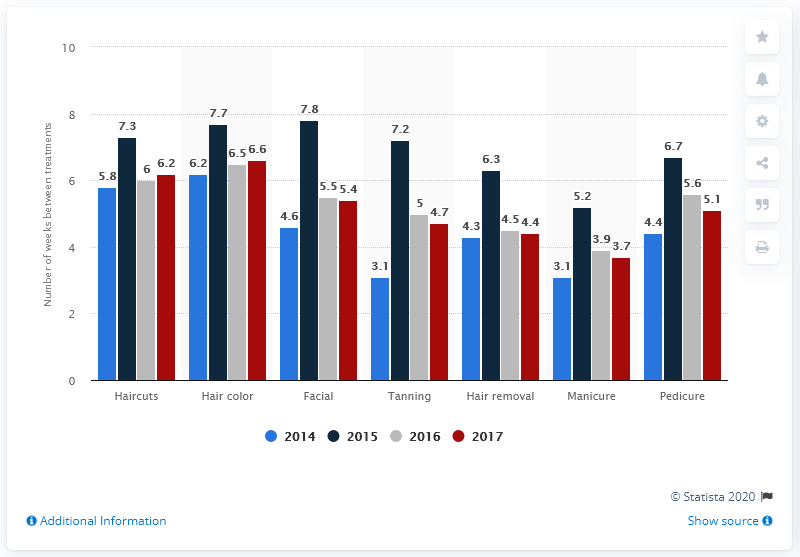 10
8
6
4
2
0
Number of weeks between treatments
5.8 7.3 6 6.2
6.2 7.7 6.5 6.6
4.6 7.8 5.5 5.4
3.1 7.2 5 4.7
4.3 6.3 4.5 4.4
3.1 5.2 3.9 3.7
4.4 6.7 5.6 5.1
Haircuts Hair color Facial Tanning Hair removal Manicure Pedicure
2014 2015 2016 2017
© Statista 2020
Additional Information
Show source